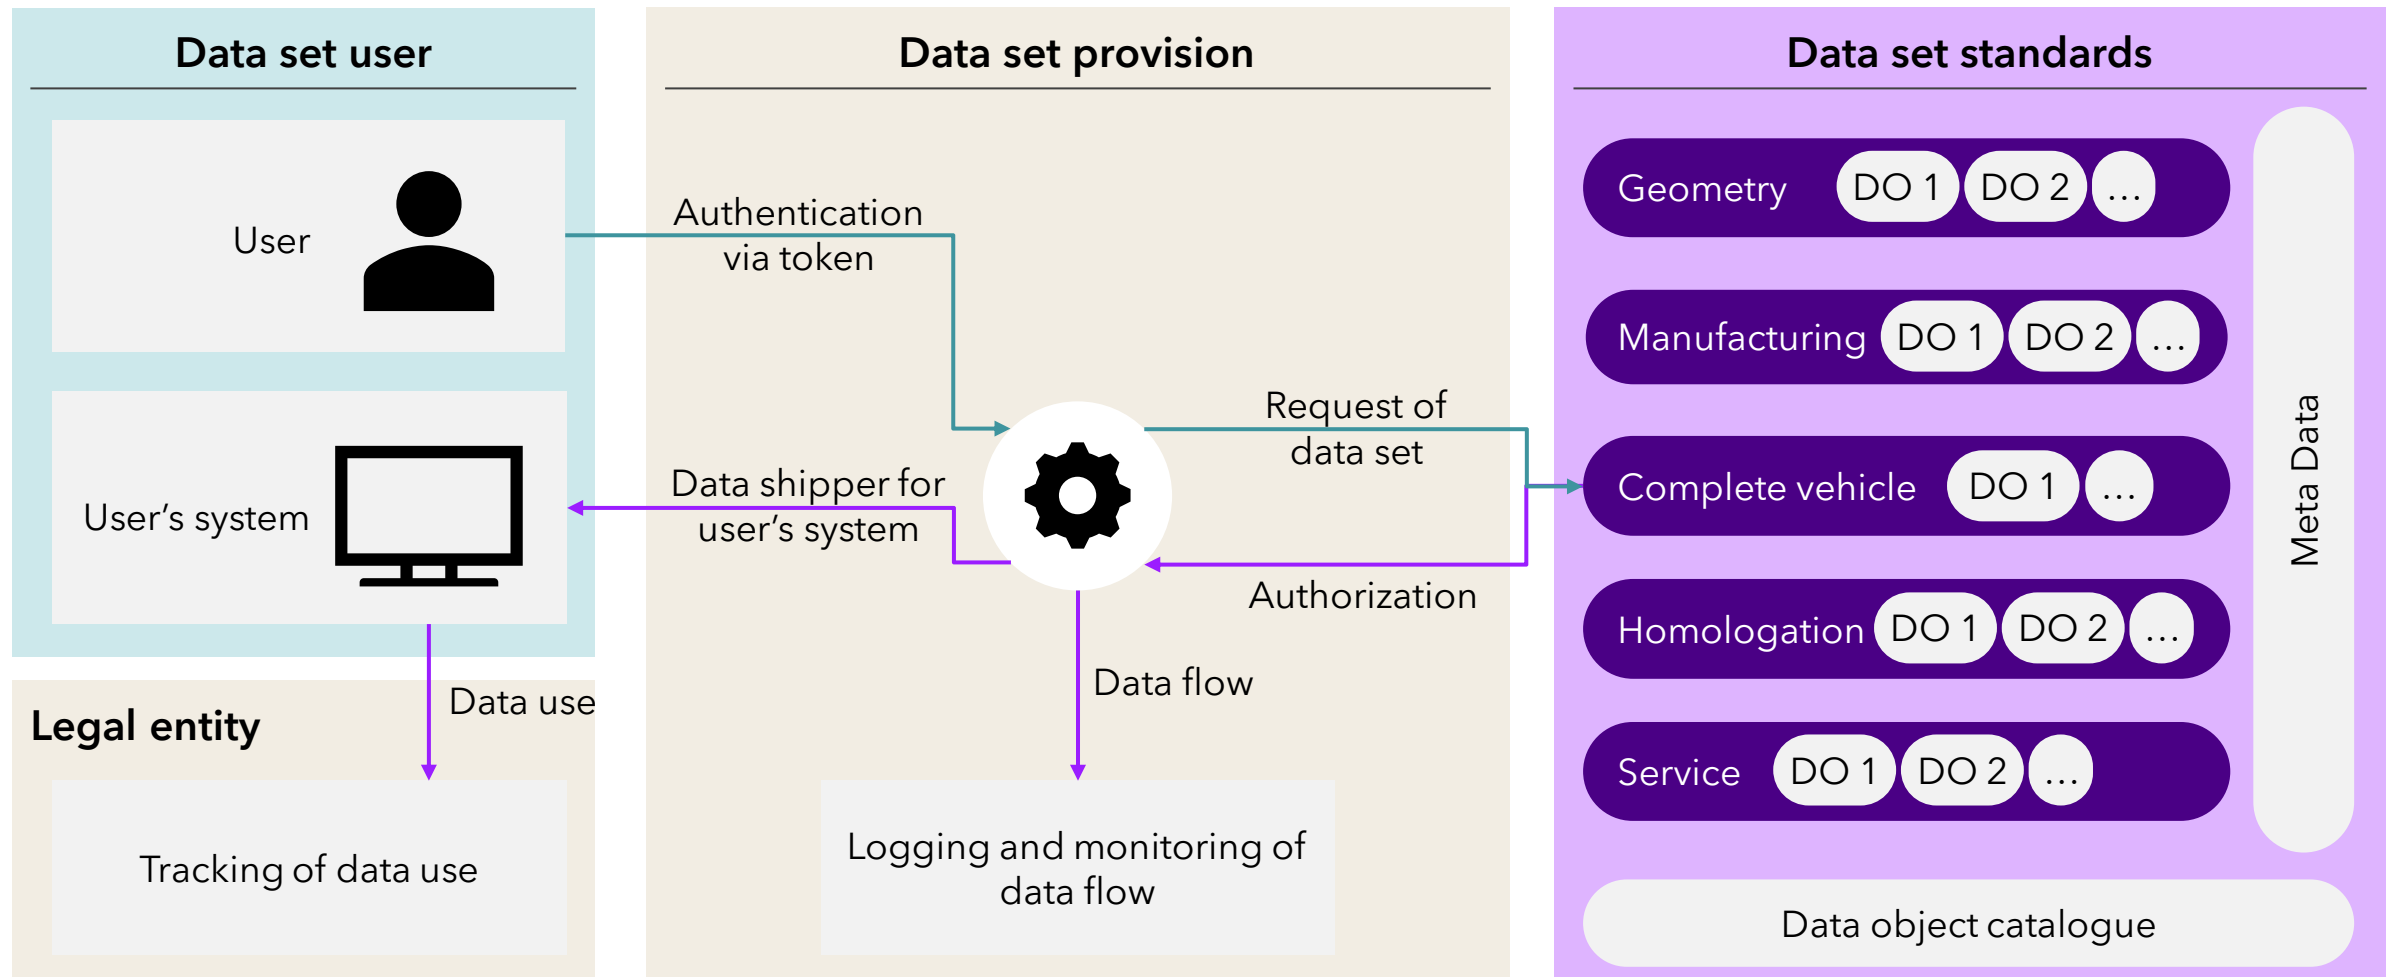 Data set user
User
User’s system
Data use
Legal entity
Tracking of data use
Data set provision
Authentication
via token
Request of
data set
Data shipper for
user’s system
Authorization
Data flow
Logging and monitoring of
data flow
Data set standards
Geometry DO 1 DO 2 ...
Manufacturing DO 1 DO 2 ...
Complete vehicle DO 1 ...
Homologation DO 1 DO 2 ...
Service DO 1 DO 2 ...
Meta Data
Data object catalogue